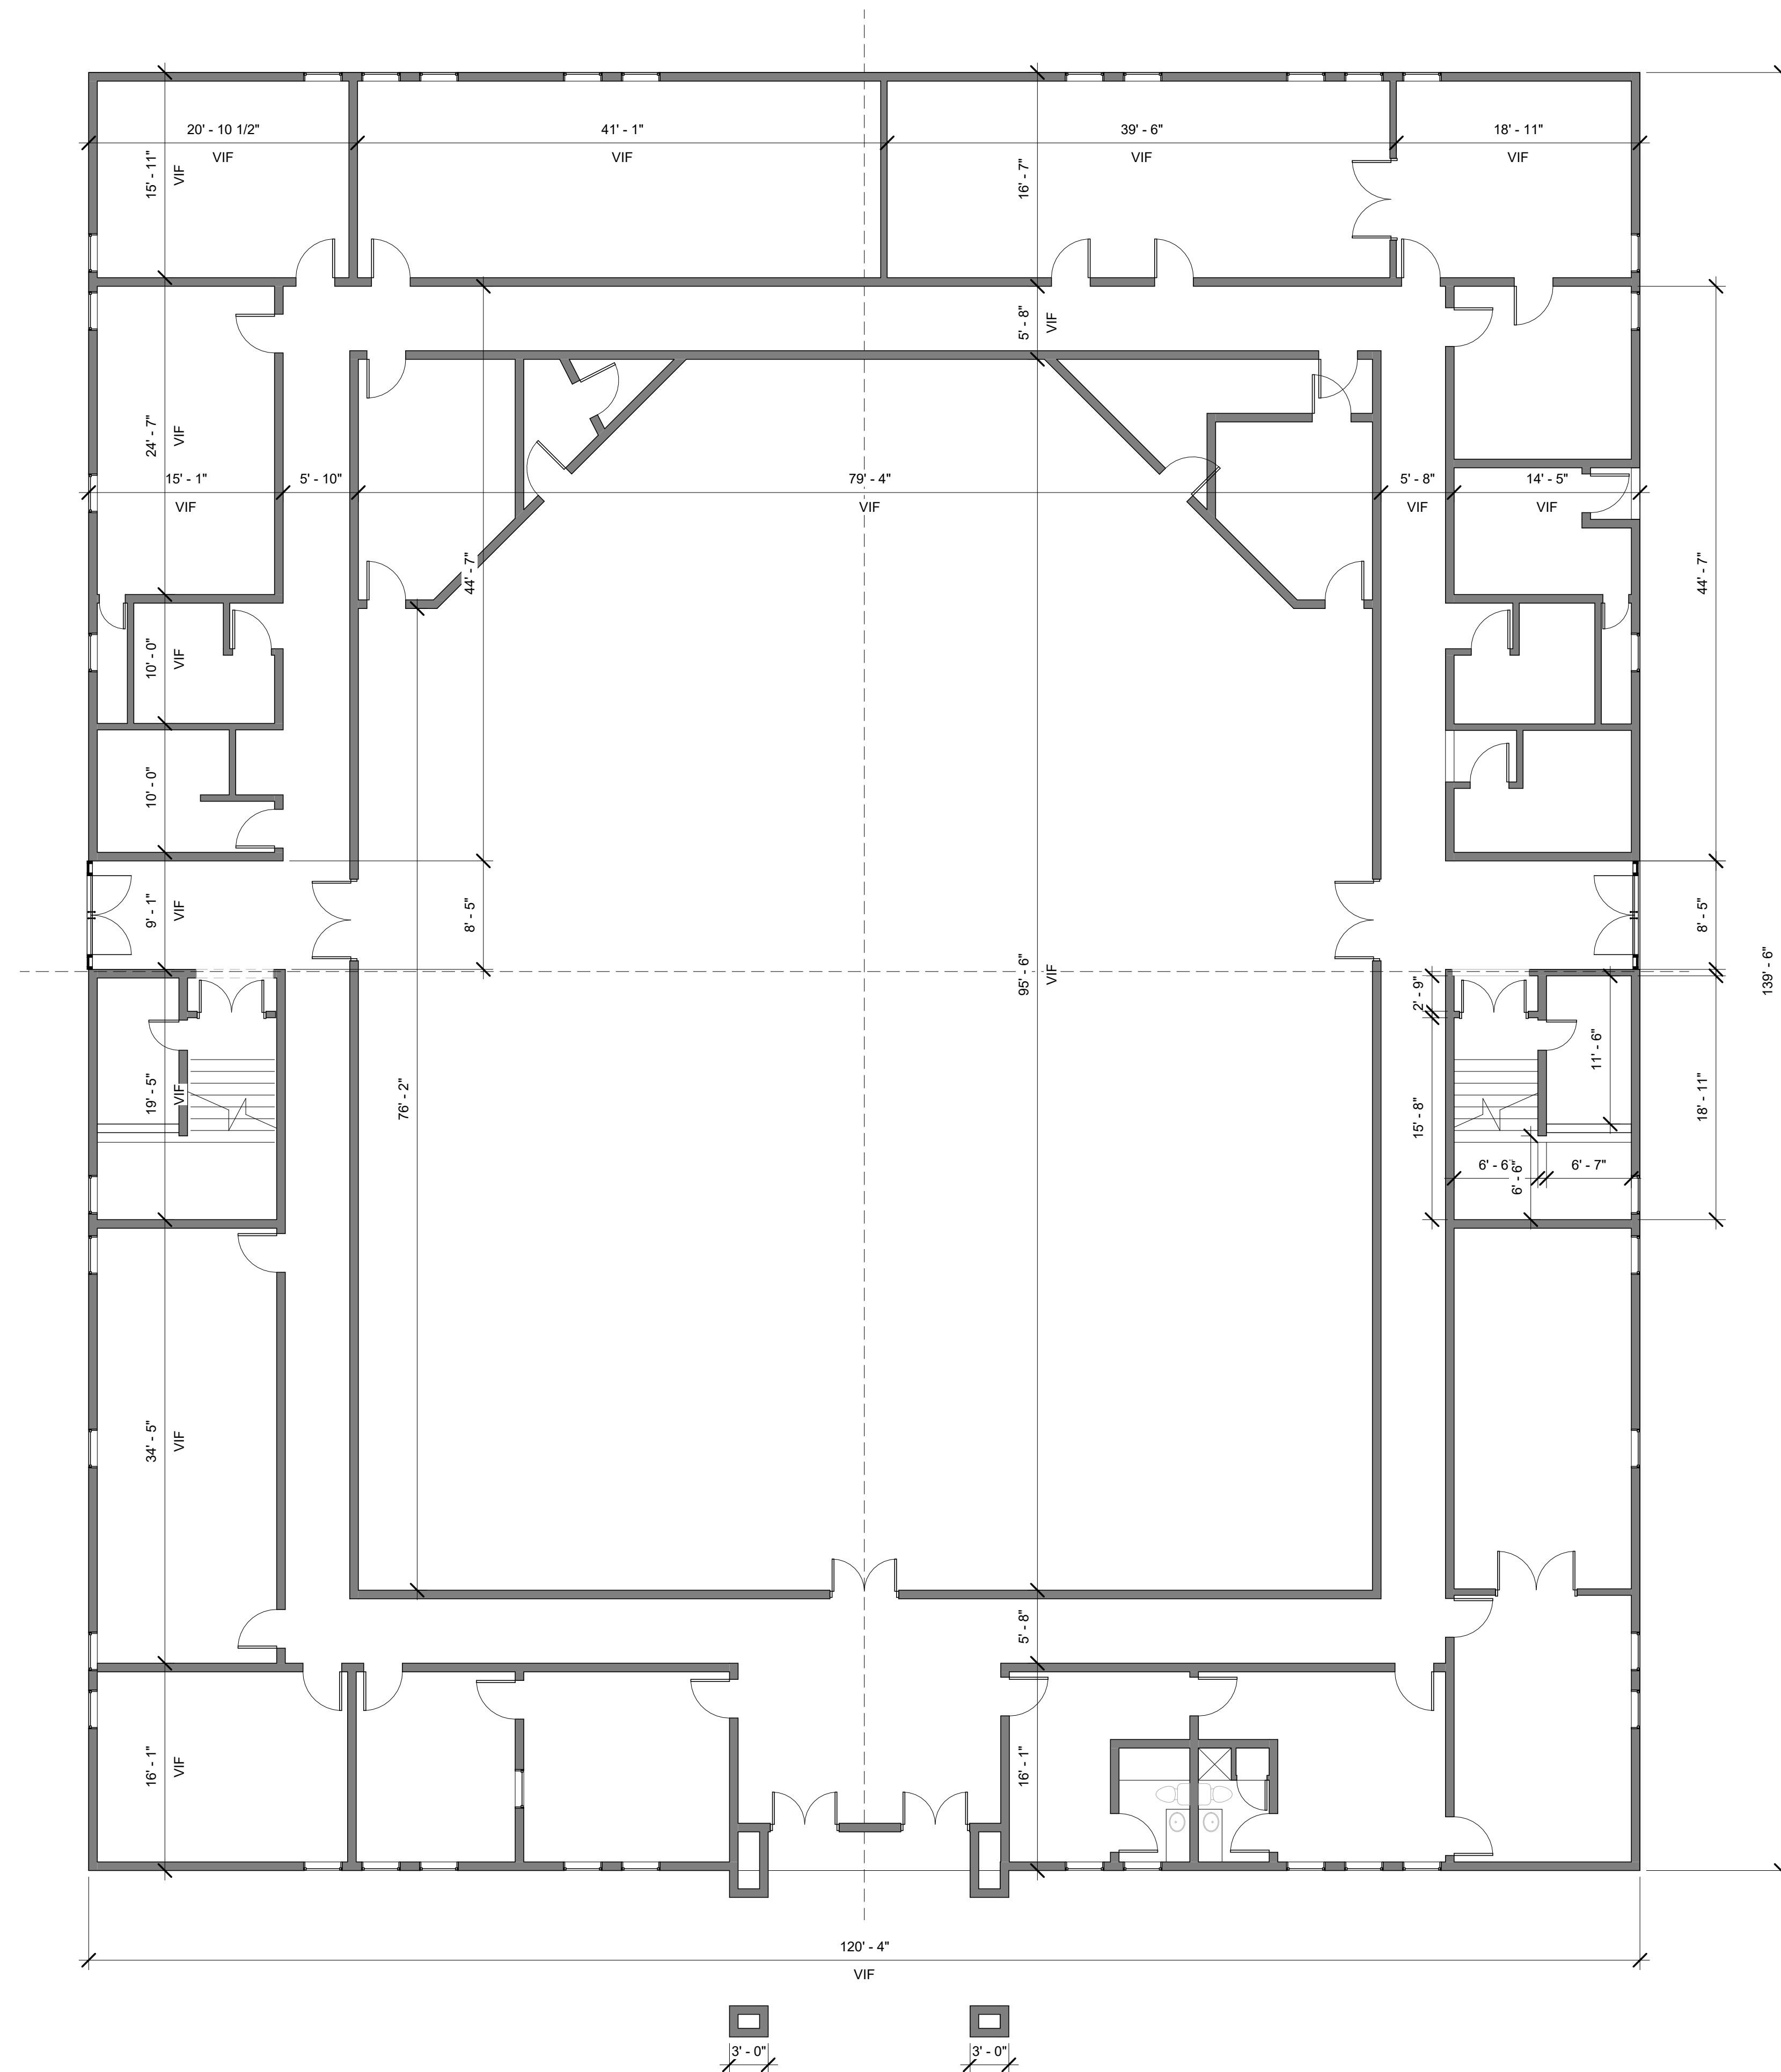 20' - 10 1/2"
VIF
41' - 1"
VIF
39' - 6"
VIF
18' - 11"
VIF
15' - 11"
VIF
16' - 7"
5' - 8"
VIF
24' - 7"
VIF
15' - 1"
VIF
5' - 10"
79' - 4"
VIF
5' - 8"
VIF
14' - 5"
VIF
44' - 7"
44' - 7"
10' - 0"
VIF
10' - 0"
9' - 1"
VIF
8' - 5"
8' - 5"
95' - 6"
VIF
139' - 6"
2' - 9"
11' - 6"
19' - 5"
VIF
76' - 2"
15' - 8"
18' - 11"
6' - 6"
6' - 6"
6' - 7"
34' - 5"
VIF
5' - 8"
16' - 1"
VIF
16' - 1"
120' - 4"
VIF
3' - 0"
3' - 0"